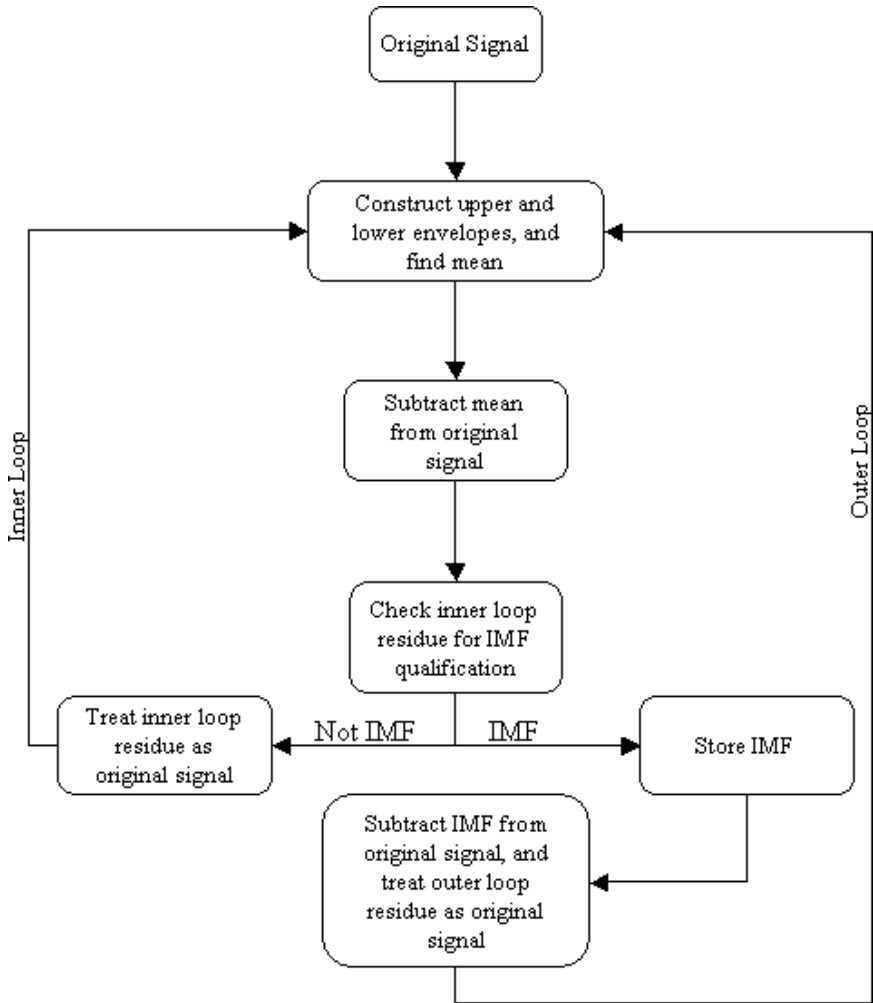 Original Signal
Construct upper and
lower envelopes, and
find mean
Subtract mean
from original
signal
Inner Loop
Outer Loop
Check inner loop
residue for IMF
qualification
Not IMF
IMF
Treat inner loop
residue as
original signal
Store IMF
Subtract IMF from
original signal, and
treat outer loop
residue as original
signal